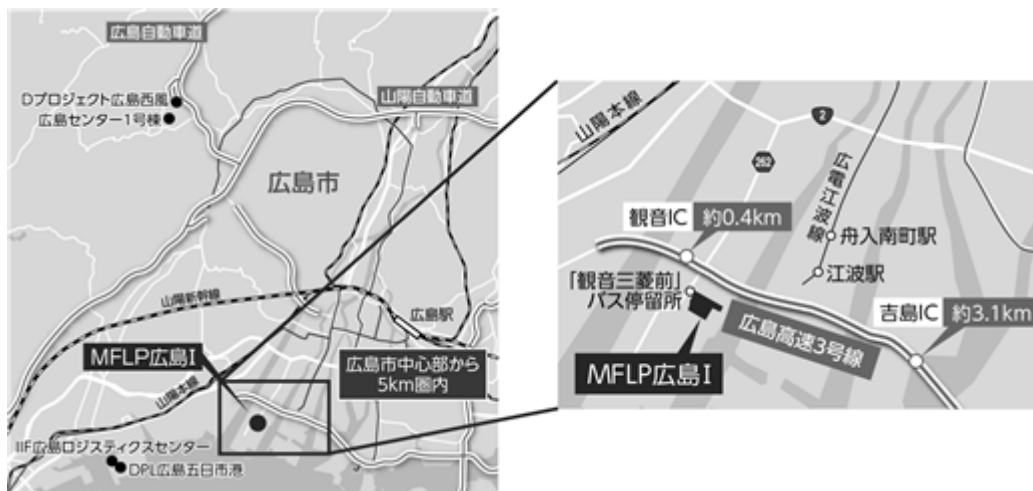 広島自動車道
山陽自動車道
Dプロジェクト広島西風
広島センター1号棟
広島市
山陽新幹線
広島駅
MFLP広島I
広島市中心部から
5km圏内
山陽本線
IIF広島ロジスティクスセンター
DPL広島五日市港
山陽本線
2
262
広電江波線
観音IC
約0.4km
舟入南町駅
江波駅
「観音三菱前」
バス停留所
吉島IC
約3.1km
広島高速3号線
MFLP広島I